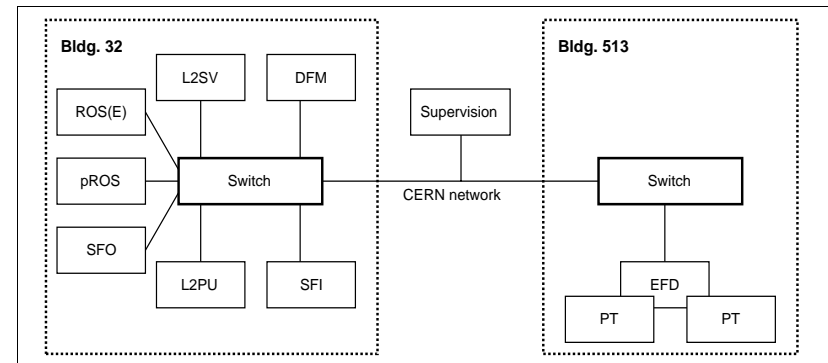 Bldg. 32
Bldg. 513
L2SV
DFM
ROS(E)
Supervision
pROS
Switch
CERN network
Switch
SFO
L2PU
SFI
EFD
PT
PT